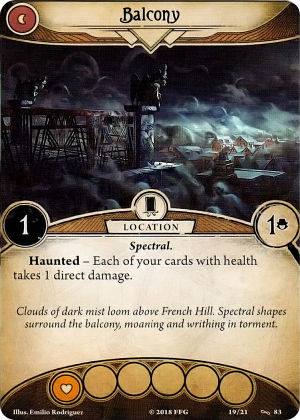 Balcony
1
LOCATION
1
Spectral.
Haunted – Each of your cards with health
takes 1 direct damage.
Clouds of dark mist loom above French Hill. Spectral shapes
surround the balcony, moaning and writhing in torment.
Illus. Emilio Rodriguez © 2018 FFG 19/21 83